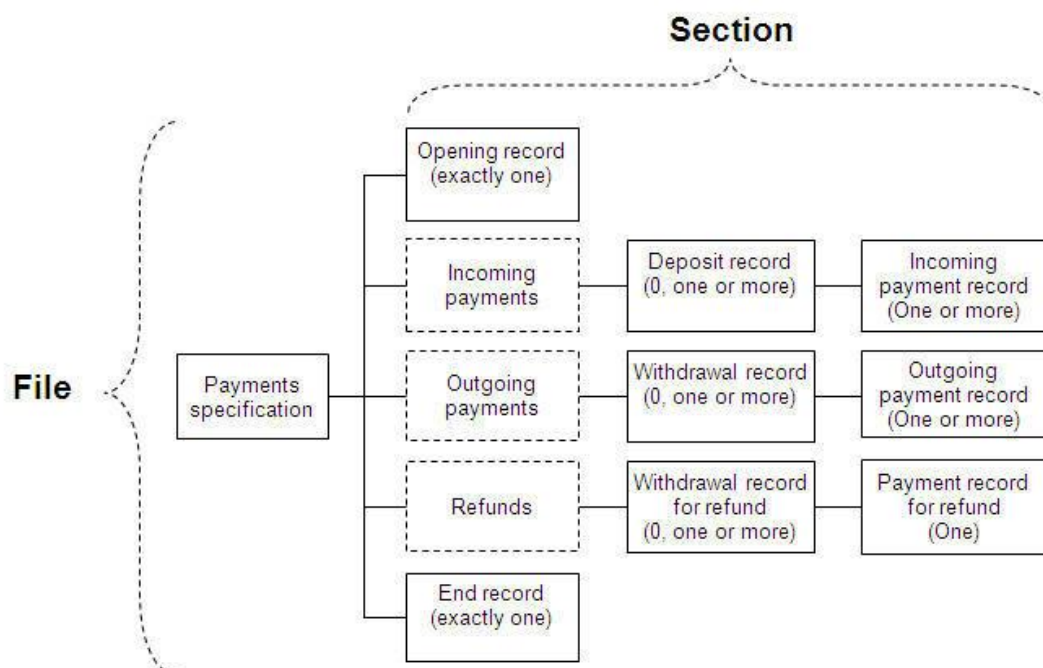 Section
Opening record
(exactly one)
Incoming
payments
Deposit record
(0, one or more)
Incoming
payment record
(One or more)
File
Payments
specification
Outgoing
payments
Withdrawal record
(0, one or more)
Outgoing
payment record
(One or more)
Refunds
Withdrawal record
for refund
(0, one or more)
Payment record
for refund
(One)
End record
(exactly one)